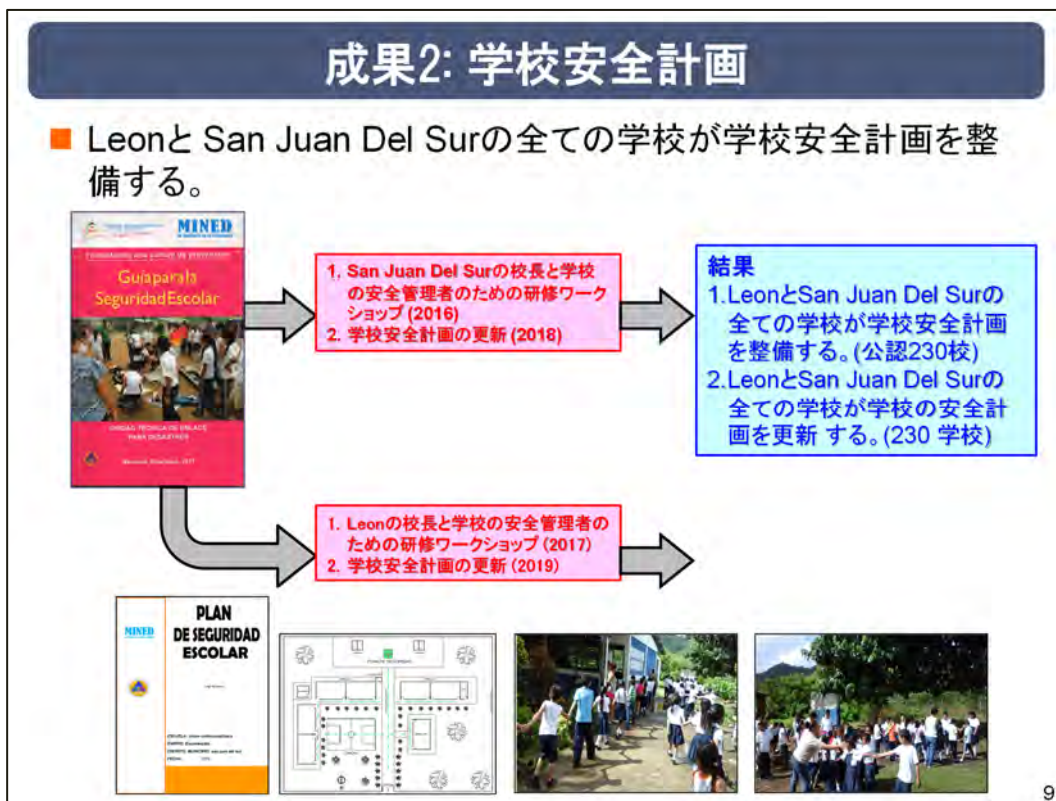 成果2: 学校安全計画
■ LeonとSan Juan Del Surの全ての学校が学校安全計画を整
備する。
MINED
Guía para la
Seguridad Escolar
UNIDAD TECNICA DE ENLACE
PARA DESASTRES
1. San Juan Del Surの校長と学校
の安全管理者のための研修ワーク
ショップ (2016)
2. 学校安全計画の更新 (2018)
結果
1.LeonとSan Juan Del Surの
全ての学校が学校安全計画
を整備する。(公認230校)
2.LeonとSan Juan Del Surの
全ての学校が学校の安全計
画を更新 する。(230 学校)
1. Leonの校長と学校の安全管理者の
ための研修ワークショップ (2017)
2. 学校安全計画の更新 (2019)
MINED
PLAN
DE SEGURIDAD
ESCOLAR
9